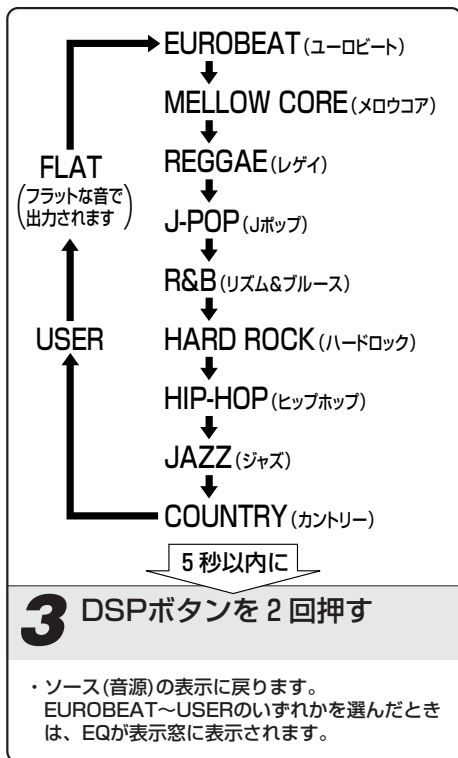 EUROBEAT(ユーロビート)
MELLOW CORE(メロウコア)
REGGAE(レゲイ)
FLAT
(フラットな音で
出力されます)
J-POP(Jポップ)
R&B(リズム&ブルース)
USER
HARD ROCK(ハードロック)
HIP-HOP(ヒップホップ)
JAZZ(ジャズ)
COUNTRY(カントリー)
5秒以内に
3 DSPボタンを2回押す
・ソース(音源)の表示に戻ります。
EUROBEAT〜USERのいずれかを選んだとき
は、EQが表示窓に表示されます。